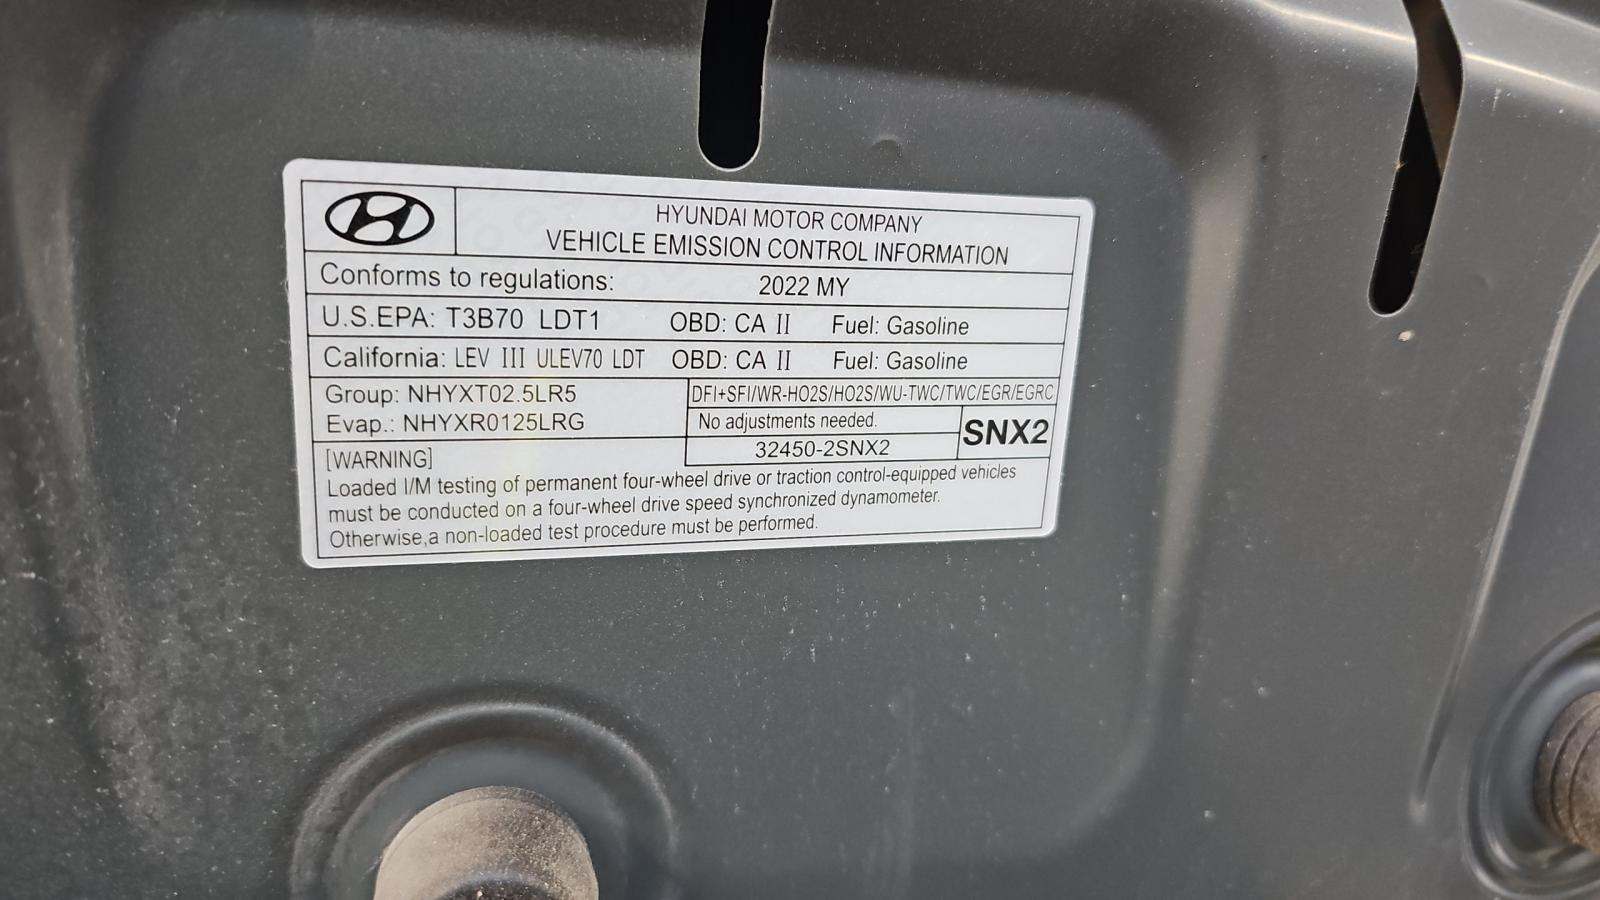 HYUNDAI MOTOR COMPANY
VEHICLE EMISSION CONTROL INFORMATION
Conforms to regulations: 2022 MY
U.S.EPA: T3B70 LDT1 OBD: CA II Fuel: Gasoline
California: LEV III ULEV70 LDT OBD: CA II Fuel: Gasoline
Group: NHYXT02.5LR5
Evap.: NHYXR0125LRG
DFI+SFI/WR-HO2S/HO2S/WU-TWC/TWC/EGR/EGRC
No adjustments needed.
32450-2SNX2
SNX2
[WARNING]
Loaded I/M testing of permanent four-wheel drive or traction control-equipped vehicles
must be conducted on a four-wheel drive speed synchronized dynamometer.
Otherwise,a non-loaded test procedure must be performed.